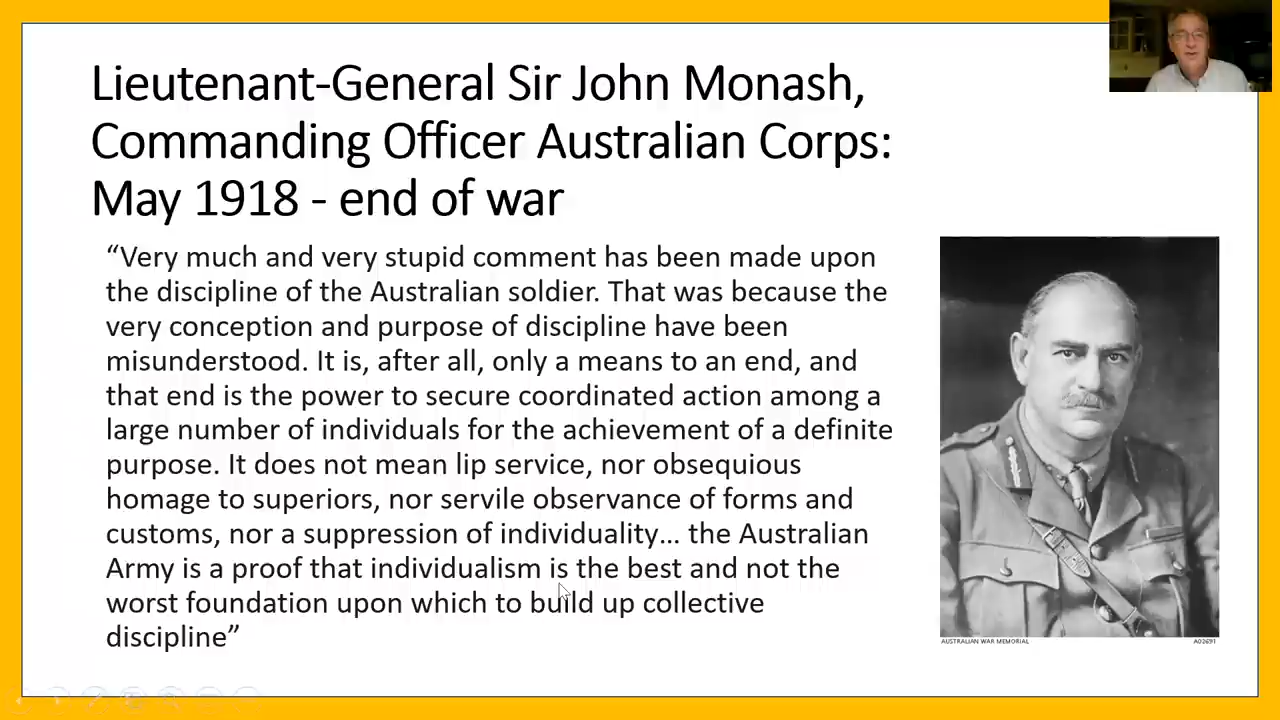 Lieutenant-General Sir John Monash,
Commanding Officer Australian Corps:
May 1918 - end of war
“Very much and very stupid comment has been made upon
the discipline of the Australian soldier. That was because the
very conception and purpose of discipline have been
misunderstood. It is, after all, only a means to an end, and
that end is the power to secure coordinated action among a
large number of individuals for the achievement of a definite
purpose. It does not mean lip service, nor obsequious
homage to superiors, nor servile observance of forms and
customs, nor a suppression of individuality… the Australian
Army is a proof that individualism is the best and not the
worst foundation upon which to build up collective
discipline”
AUSTRALIAN WAR MEMORIAL
A02697